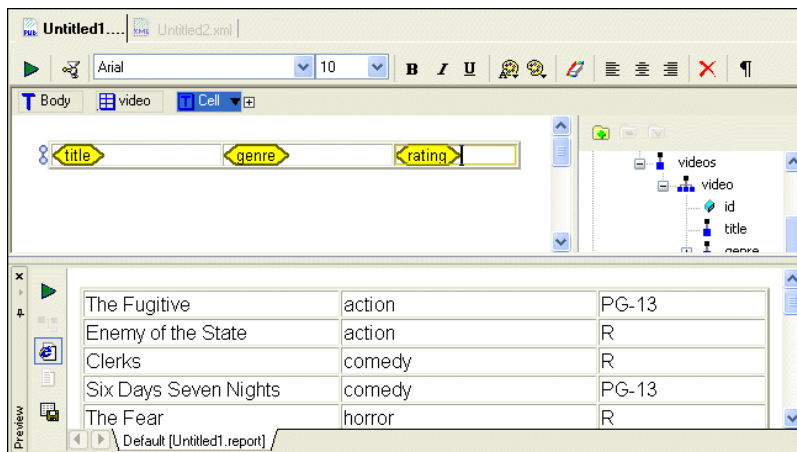 Untitled1.... Untitled2.xml
Arial 10 B I U ¶
T Body video T Cell
title genre rating
videos
video
id
title
genre
The Fugitive action PG-13
Enemy of the State action R
Clerks comedy R
Six Days Seven Nights comedy PG-13
The Fear horror R
Preview
Default [Untitled1.report]